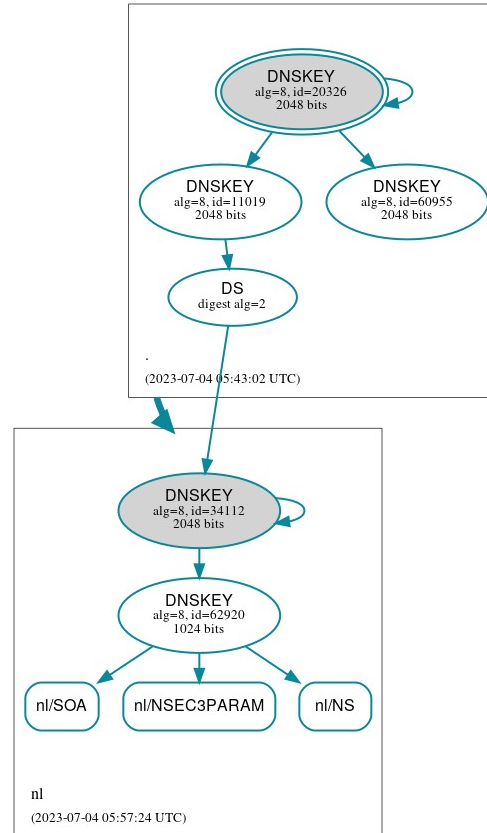 DNSKEY
alg=8, id=20326
2048 bits
DNSKEY
alg=8, id=11019
2048 bits
DNSKEY
alg=8, id=60955
2048 bits
DS
digest alg=2
.
(2023-07-04 05:43:02 UTC)
DNSKEY
alg=8, id=34112
2048 bits
DNSKEY
alg=8, id=62920
1024 bits
nl/SOA
nl/NSEC3PARAM
nl/NS
nl
(2023-07-04 05:57:24 UTC)